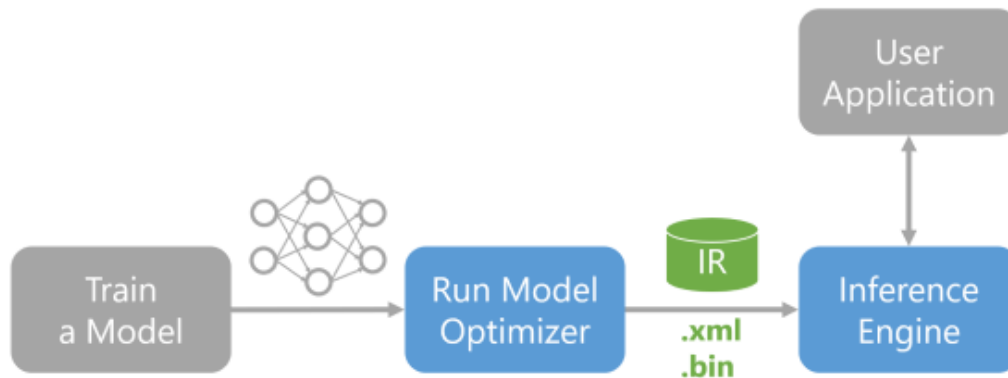 User
Application
Train
a Model
Run Model
Optimizer
IR
.xml
.bin
Inference
Engine